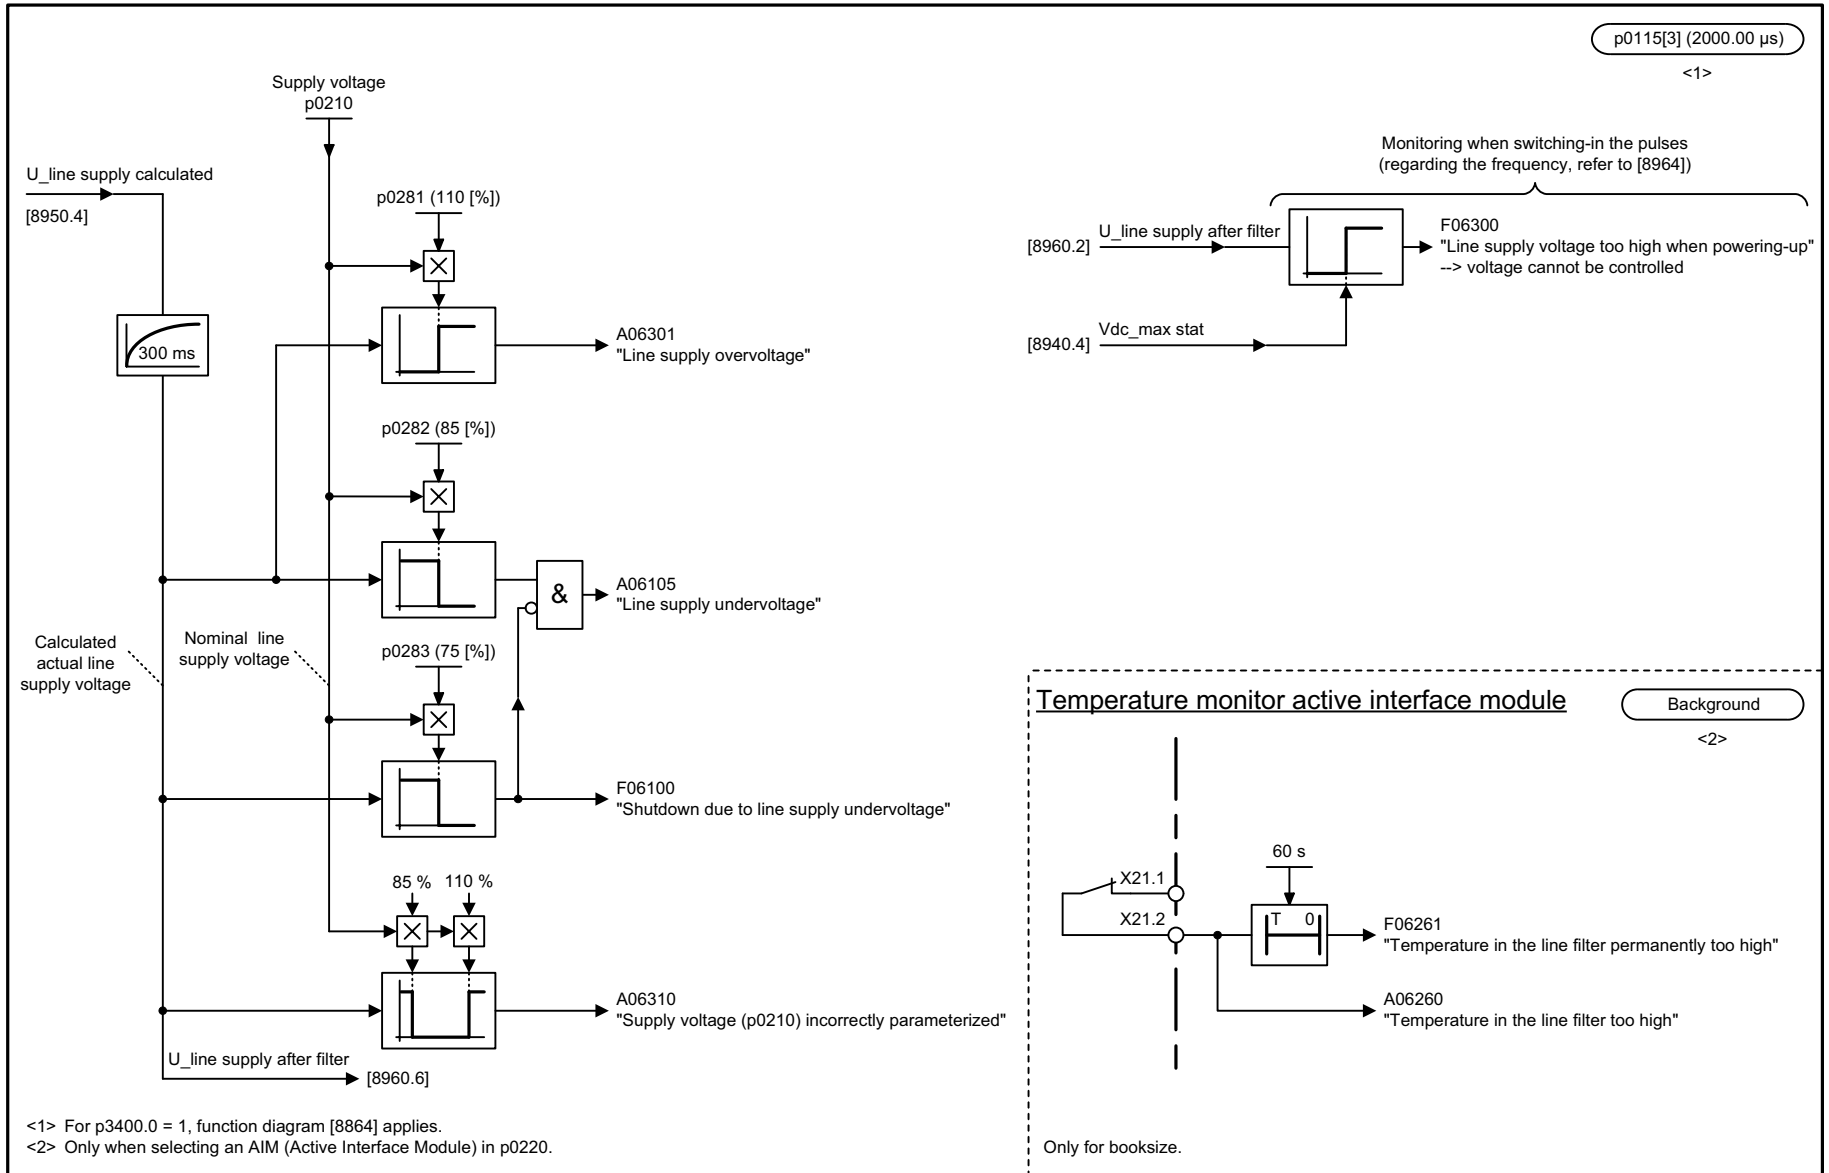 p0115[3] (2000.00 µs)
<1>
Supply voltage
p0210
U_line supply calculated
[8950.4]
300 ms
p0281 (110 [%])
A06301
"Line supply overvoltage"
p0282 (85 [%])
&
A06105
"Line supply undervoltage"
Calculated
actual line
supply voltage
Nominal line
supply voltage
p0283 (75 [%])
F06100
"Shutdown due to line supply undervoltage"
85 %
110 %
A06310
"Supply voltage (p0210) incorrectly parameterized"
U_line supply after filter
[8960.6]
<1> For p3400.0 = 1, function diagram [8864] applies.
<2> Only when selecting an AIM (Active Interface Module) in p0220.
Monitoring when switching-in the pulses
(regarding the frequency, refer to [8964])
[8960.2]
U_line supply after filter
F06300
"Line supply voltage too high when powering-up"
--> voltage cannot be controlled
[8940.4]
Vdc_max stat
Temperature monitor active interface module
Background
<2>
X21.1
X21.2
60 s
T 0
F06261
"Temperature in the line filter permanently too high"
A06260
"Temperature in the line filter too high"
Only for booksize.